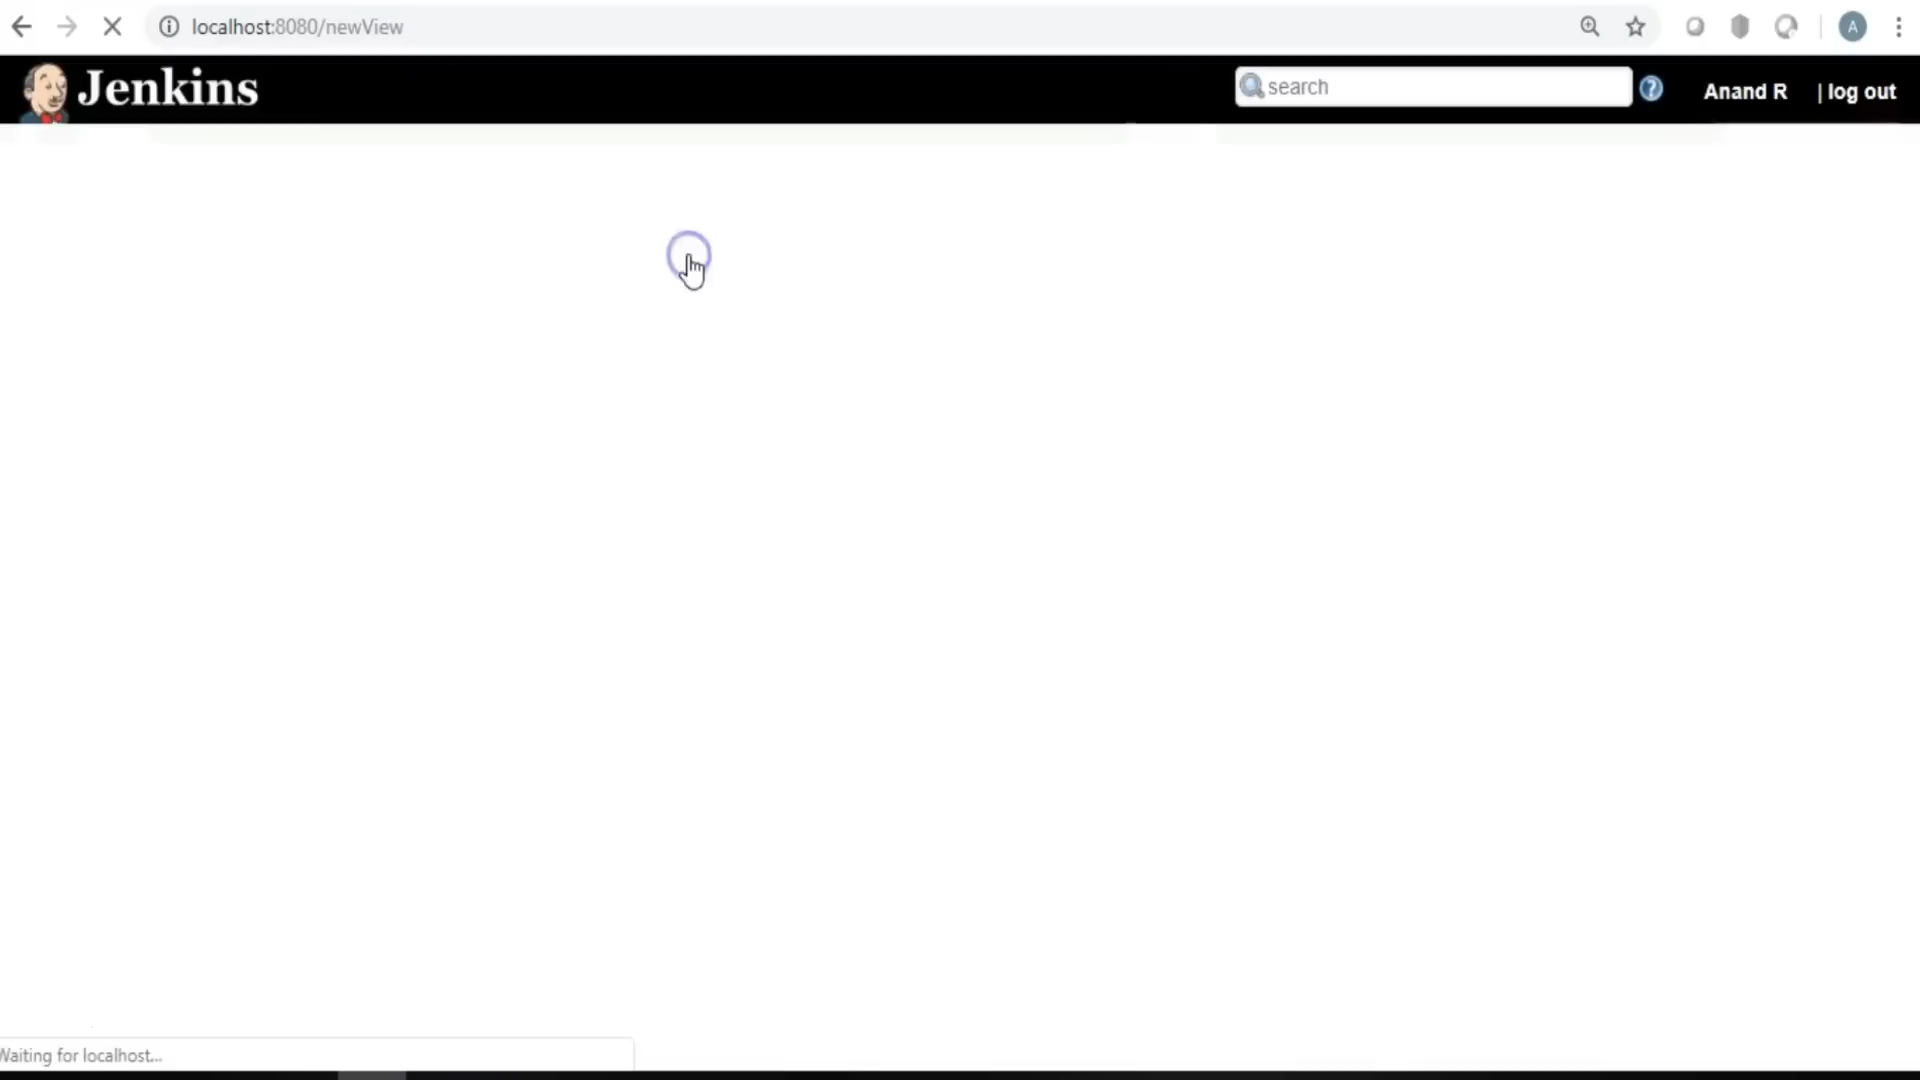 localhost:8080/newView
A
Jenkins
search
?
Anand R
| log out
Waiting for localhost...